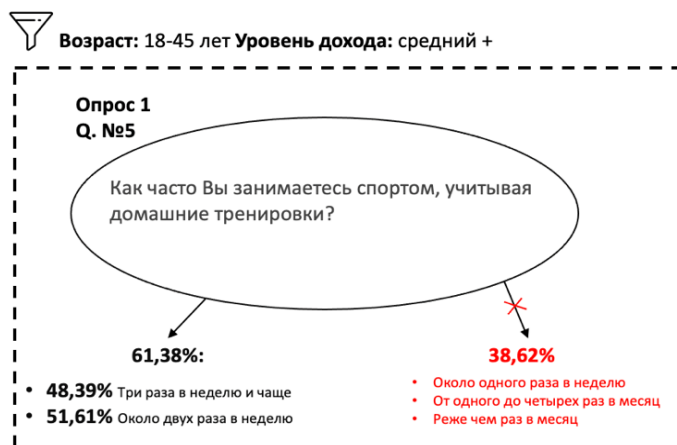 Возраст: 18-45 лет Уровень дохода: средний +
Опрос 1
Q. №5
Как часто Вы занимаетесь спортом, учитывая
домашние тренировки?
61,38%:
• 48,39% Три раза в неделю и чаще
• 51,61% Около двух раза в неделю
38,62%
• Около одного раза в неделю
• От одного до четырех раз в месяц
• Реже чем раз в месяц